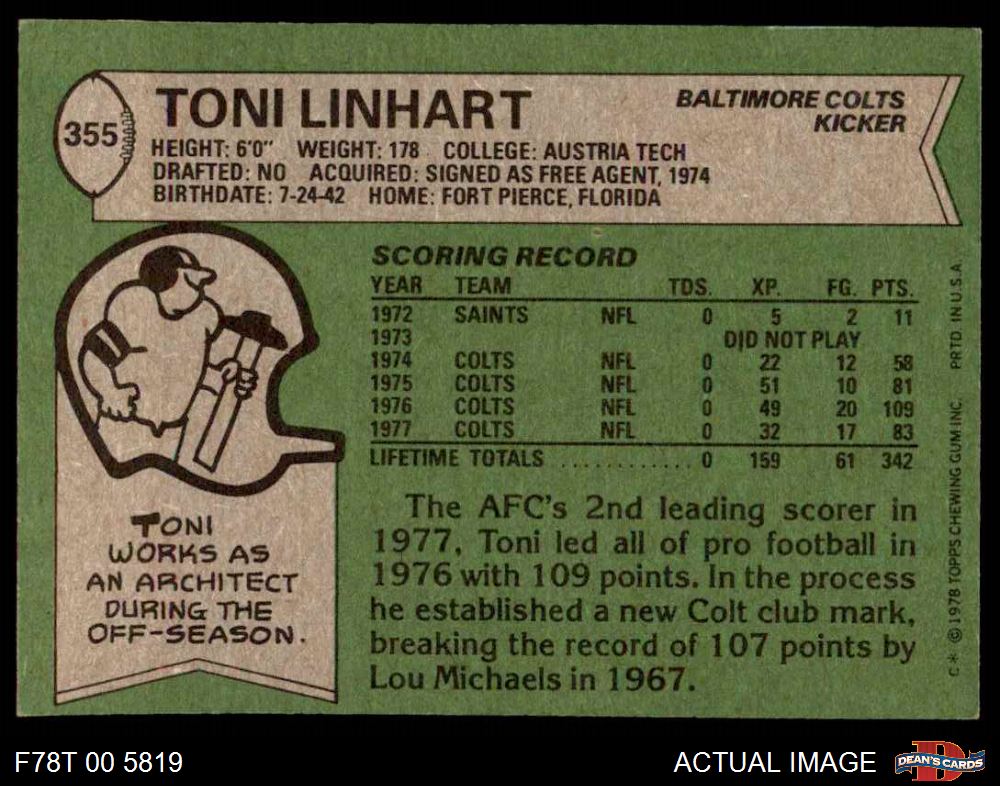 355
TONI LINHART
BALTIMORE COLTS
KICKER
HEIGHT: 6'0" WEIGHT: 178 COLLEGE: AUSTRIA TECH
DRAFTED: NO ACQUIRED: SIGNED AS FREE AGENT, 1974
BIRTHDATE: 7-24-42 HOME: FORT PIERCE, FLORIDA
SCORING RECORD
YEAR TEAM TDS. XP. FG. PTS.
1972 SAINTS NFL 0 5 2 11
1973 DID NOT PLAY
1974 COLTS NFL 0 22 12 58
1975 COLTS NFL 0 51 10 81
1976 COLTS NFL 0 49 20 109
1977 COLTS NFL 0 32 17 83
LIFETIME TOTALS ............ 0 159 61 342
The AFC's 2nd leading scorer in
1977, Toni led all of pro football in
1976 with 109 points. In the process
he established a new Colt club mark,
breaking the record of 107 points by
Lou Michaels in 1967.
TONI
WORKS AS
AN ARCHITECT
DURING THE
OFF-SEASON.
C* © 1978 TOPPS CHEWING GUM INC. PRTD IN U.S.A.
F78T 00 5819
ACTUAL IMAGE
D
DEAN'S CARDS